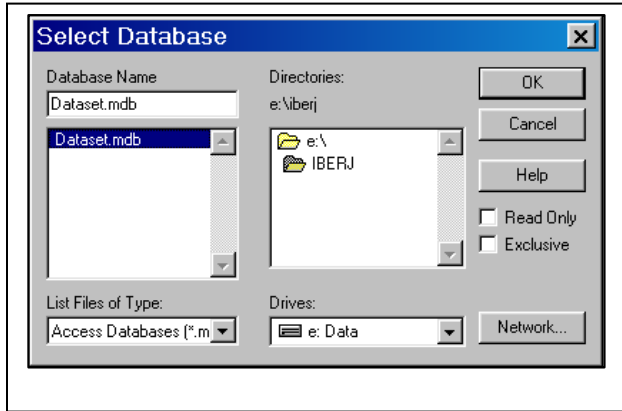 Select Database
Database Name
Dataset.mdb
Dataset.mdb
List Files of Type:
Access Databases (*.m
Directories:
e:\iberj
e:\
IBERJ
Drives:
e: Data
OK
Cancel
Help
Read Only
Exclusive
Network...